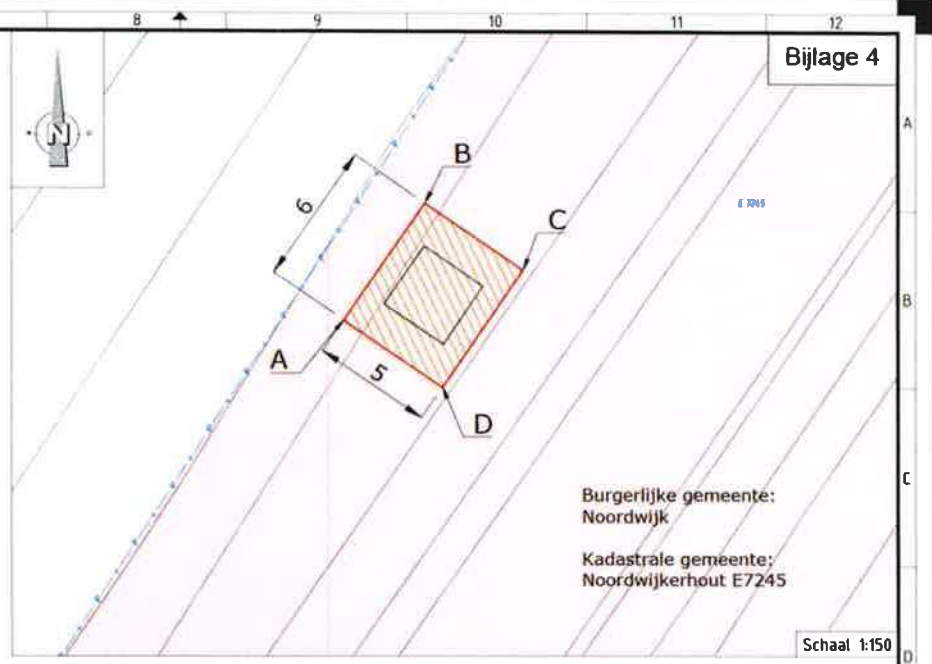 8 9 10 11 12
Bijlage 4
N
A
B
6
C
B
A
5
D
C
Burgerlijke gemeente:
Noordwijk
Kadastrale gemeente:
Noordwijkerhout E7245
Schaal 1:150
D